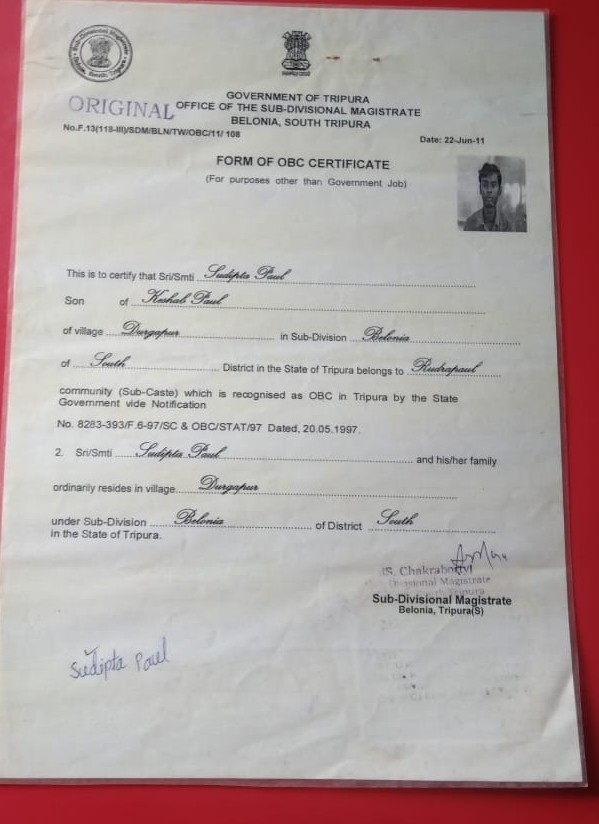 Sub-Divisional Magistrate
South Tripura
ORIGINAL
GOVERNMENT OF TRIPURA
OFFICE OF THE SUB-DIVISIONAL MAGISTRATE
BELONIA, SOUTH TRIPURA
No.F.13(118-III)/SDM/BLN/TW/OBC/11/ 108
Date: 22-Jun-11
FORM OF OBC CERTIFICATE
(For purposes other than Government Job)
This is to certify that Sri/Smti Sudipta Paul
Son of Keshab Paul
of village Durgapur in Sub-Division Belonia
of South District in the State of Tripura belongs to Rudrapaul
community (Sub-Caste) which is recognised as OBC in Tripura by the State
Government vide Notification
No. 8283-393/F.6-97/SC & OBC/STAT/97 Dated, 20.05.1997.
2. Sri/Smti Sudipta Paul and his/her family
ordinarily resides in village Durgapur
under Sub-Division Belonia of District South
in the State of Tripura.
(S. Chakraborty)
Divisional Magistrate
Tripura
Sub-Divisional Magistrate
Belonia, Tripura(S)
Sudipta Paul